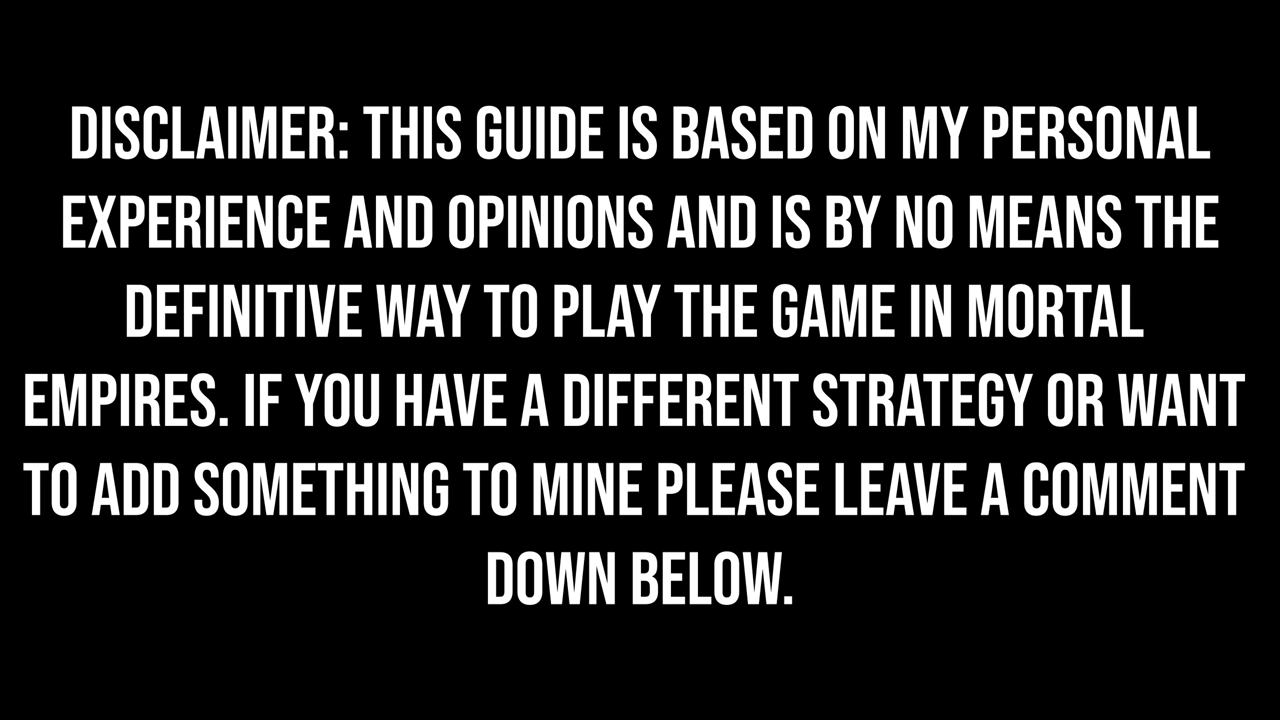 DISCLAIMER: THIS GUIDE IS BASED ON MY PERSONAL
EXPERIENCE AND OPINIONS AND IS BY NO MEANS THE
DEFINITIVE WAY TO PLAY THE GAME IN MORTAL
EMPIRES. IF YOU HAVE A DIFFERENT STRATEGY OR WANT
TO ADD SOMETHING TO MINE PLEASE LEAVE A COMMENT
DOWN BELOW.